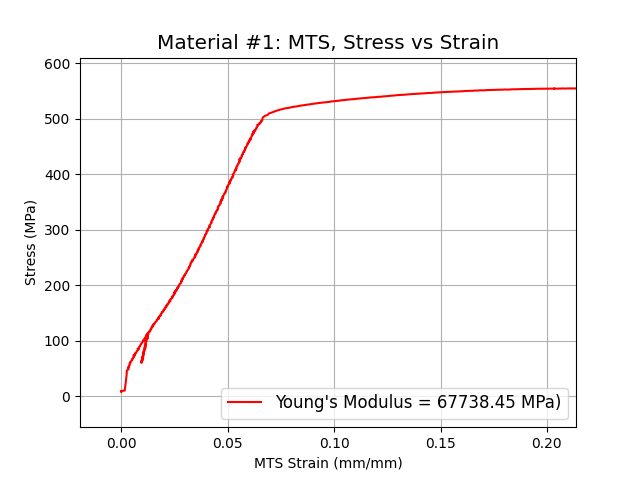 Material #1: MTS, Stress vs Strain
600
500
400
300
200
100
0
Stress (MPa)
Young's Modulus = 67738.45 MPa)
0.00 0.05 0.10 0.15 0.20
MTS Strain (mm/mm)